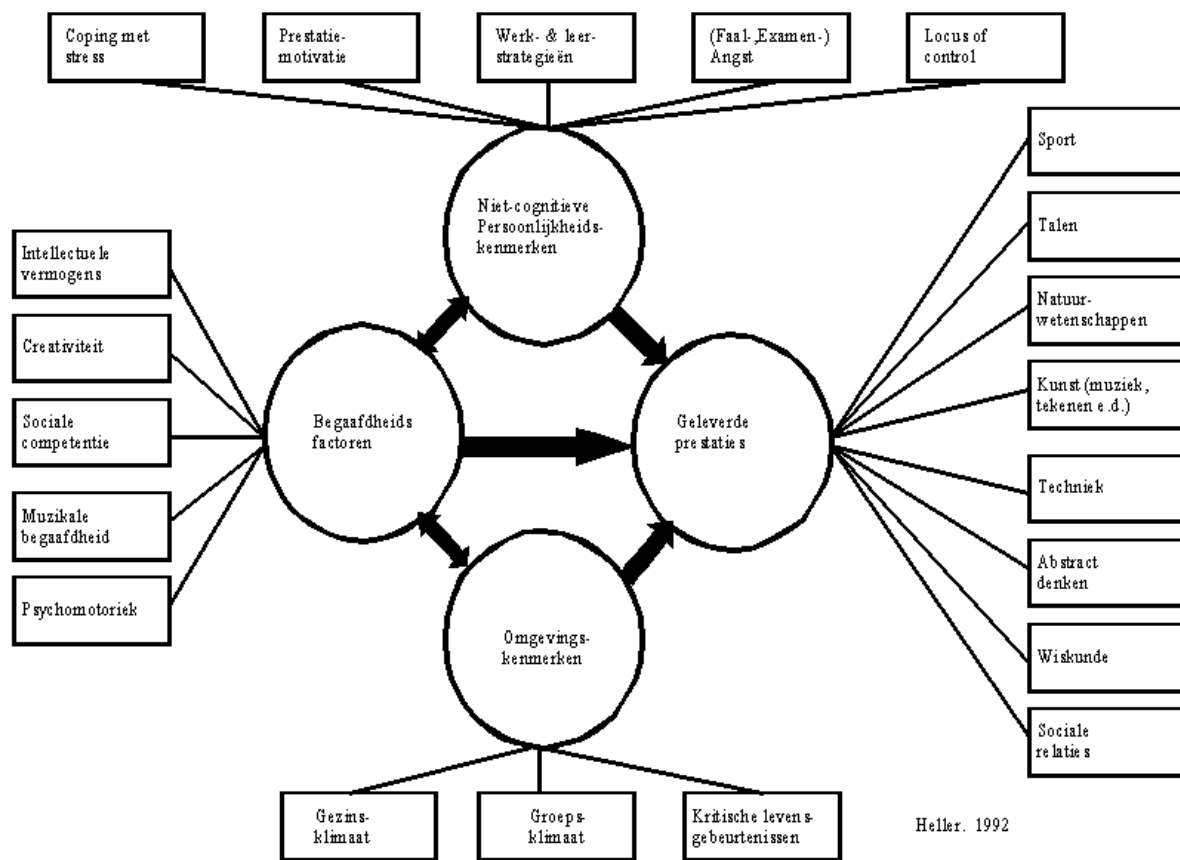 Coping met
stress
Prestatie-
motivatie
Werk- & leer-
strategieën
(Faal-,Examen-)
Angst
Locus of
control
Niet-cognitieve
Persoonlijkheids-
kenmerken
Intellectuele
vermogens
Creativiteit
Sociale
competentie
Muzikale
begaafdheid
Psychomotoriek
Begaafdheids
factoren
Geleverde
prestaties
Omgevings-
kenmerken
Sport
Talen
Natuur-
wetenschappen
Kunst (muziek,
tekenen e.d.)
Techniek
Abstract
denken
Wiskunde
Sociale
relaties
Gezins-
klimaat
Groeps-
klimaat
Kritische levens-
gebeurtenissen
Heller. 1992